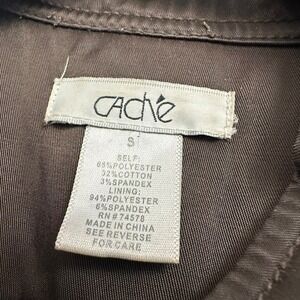 CAChé
S
SELF:
65%POLYESTER
32%COTTON
3%SPANDEX
LINING:
94%POLYESTER
6%SPANDEX
RN # 74578
MADE IN CHINA
SEE REVERSE
FOR CARE